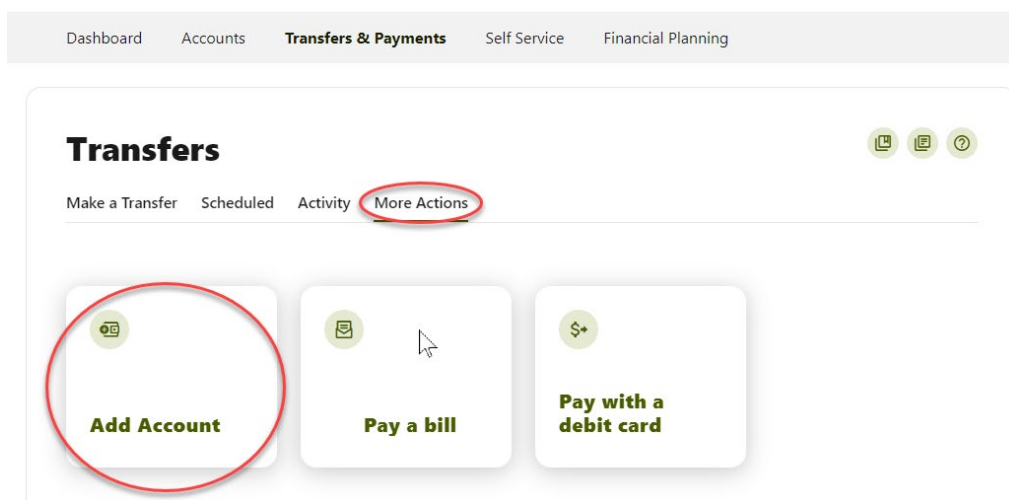 Dashboard Accounts Transfers & Payments Self Service Financial Planning
Transfers
Make a Transfer Scheduled Activity More Actions
Add Account
Pay a bill
Pay with a
debit card